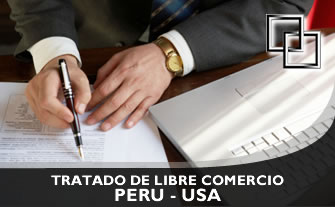 TRATADO DE LIBRE COMERCIO
PERU - USA